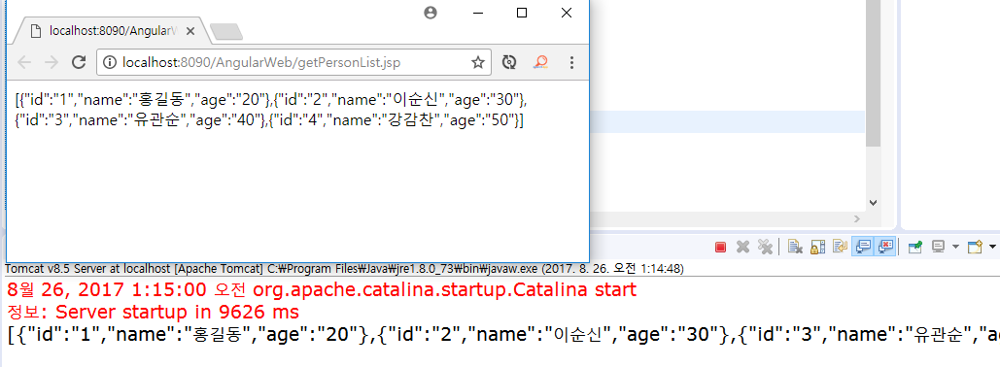 localhost:8090/AngularW
localhost:8090/AngularWeb/getPersonList.jsp
[{"id":"1","name":"홍길동","age":"20"},{"id":"2","name":"이순신","age":"30"},
{"id":"3","name":"유관순","age":"40"},{"id":"4","name":"강감찬","age":"50"}]
Tomcat v8.5 Server at localhost [Apache Tomcat] C:₩Program Files₩Java₩jre1.8.0_73₩bin₩javaw.exe (2017. 8. 26. 오전 1:14:48)
8월 26, 2017 1:15:00 오전 org.apache.catalina.startup.Catalina start
정보: Server startup in 9626 ms
[{"id":"1","name":"홍길동","age":"20"},{"id":"2","name":"이순신","age":"30"},{"id":"3","name":"유관순","a